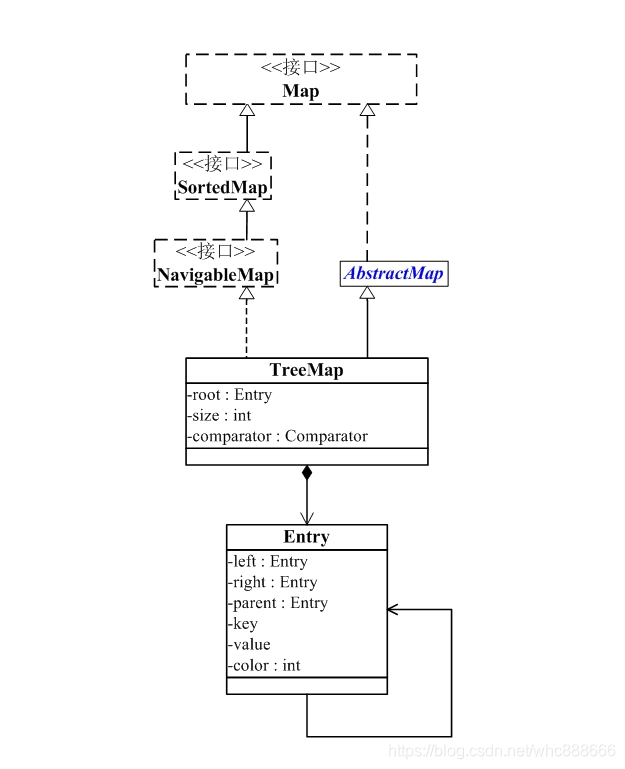 <<接口>>
Map
<<接口>>
SortedMap
<<接口>>
NavigableMap
AbstractMap
TreeMap
-root : Entry
-size : int
-comparator : Comparator
Entry
-left : Entry
-right : Entry
-parent : Entry
-key
-value
-color : int
https://blog.csdn.net/whc888666